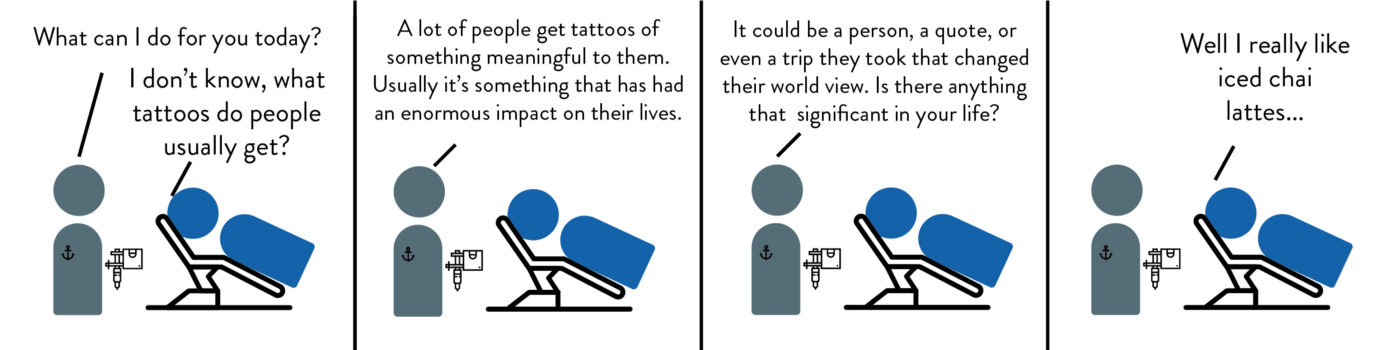 What can I do for you today?
I don't know, what
tattoos do people
usually get?
A lot of people get tattoos of
something meaningful to them.
Usually it's something that has had
an enormous impact on their lives.
It could be a person, a quote, or
even a trip they took that changed
their world view. Is there anything
that significant in your life?
Well I really like
iced chai
lattes...